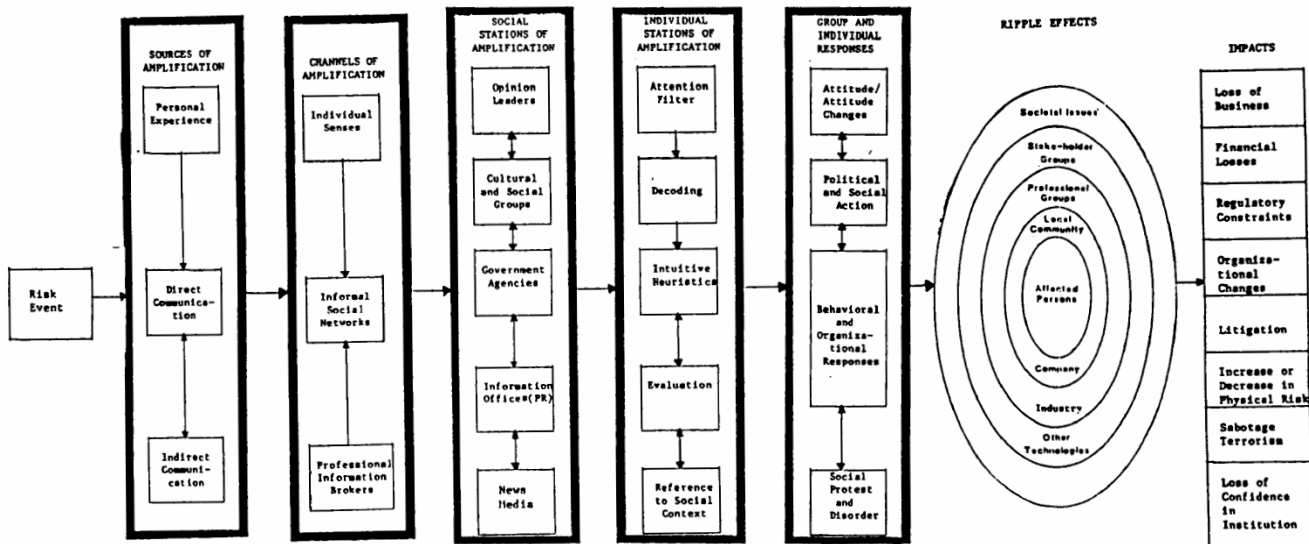 Risk
Event
SOURCES OF
AMPLIFICATION
Personal
Experience
Direct
Communica-
tion
Indirect
Communi-
cation
CHANNELS OF
AMPLIFICATION
Individual
Senses
Informal
Social
Networks
Professional
Information
Brokers
SOCIAL
STATIONS OF
AMPLIFICATION
Opinion
Leaders
Cultural
and Social
Groups
Government
Agencies
Information
Offices(PR)
News
Media
INDIVIDUAL
STATIONS OF
AMPLIFICATION
Attention
Filter
Decoding
Intuitive
Heuristics
Evaluation
Reference
to Social
Context
GROUP AND
INDIVIDUAL
RESPONSES
Attitude/
Attitude
Changes
Political
and Social
Action
Behavioral
and
Organiza-
tional
Responses
Social
Protest and
Disorder
RIPPLE EFFECTS
Societal Issues
Stake-holder
Groups
Professional
Groups
Local
Community
Affected
Persons
Company
Industry
Other
Technologies
IMPACTS
Loss of
Business
Financial
Losses
Regulatory
Constraints
Organiza-
tional
Changes
Litigation
Increase or
Decrease in
Physical Risk
Sabotage
Terrorism
Loss of
Confidence
in
Institution